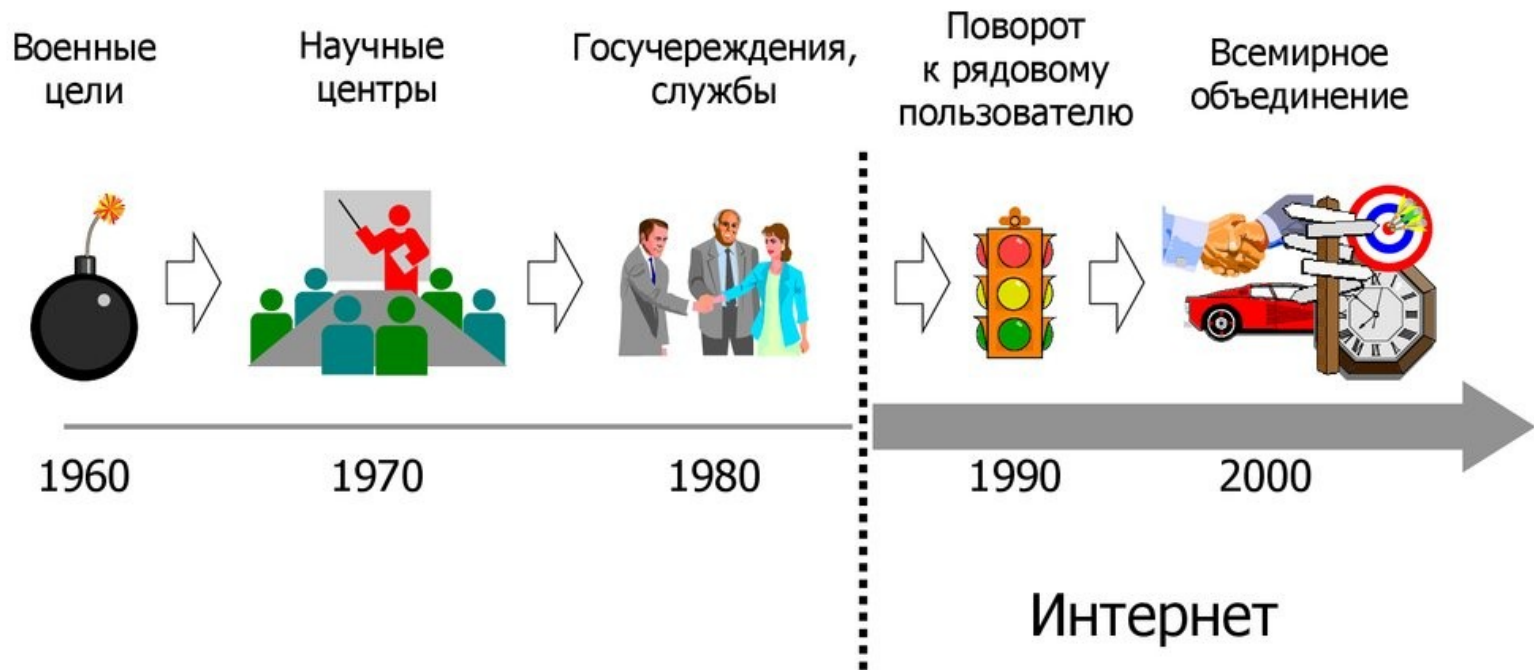 Военные
цели
Научные
центры
Госучереждения,
службы
Поворот
к рядовому
пользователю
Всемирное
объединение
1960
1970
1980
1990
2000
Интернет